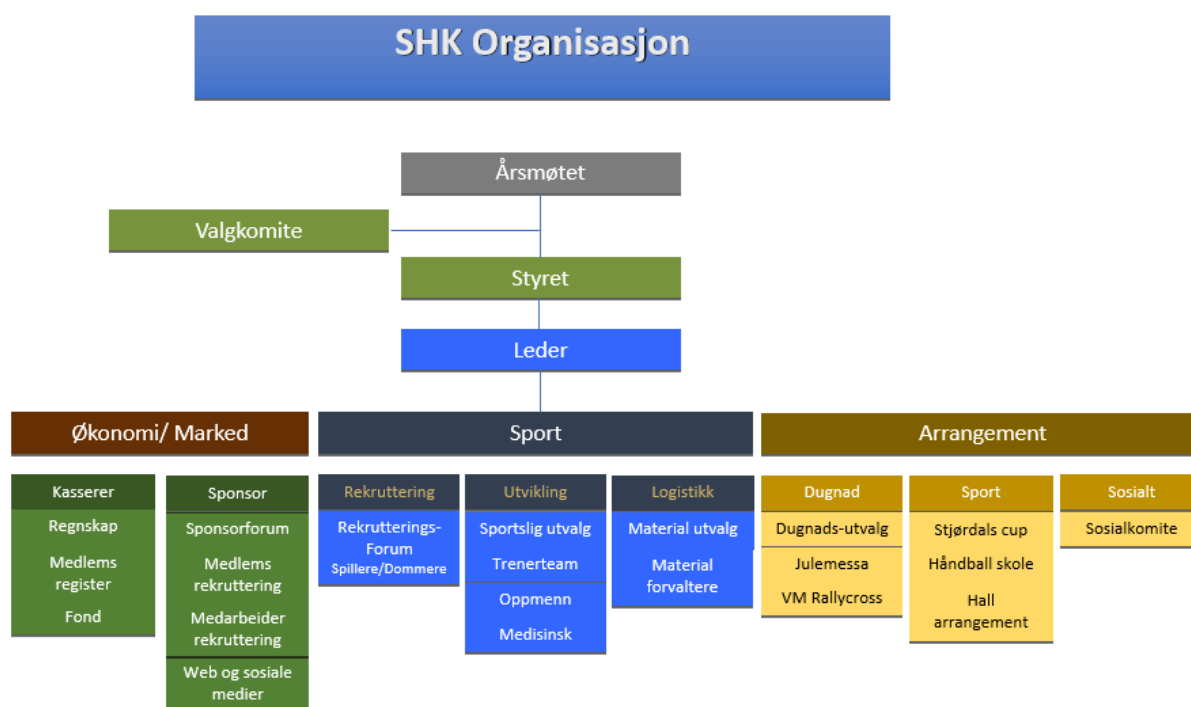 SHK Organisasjon
Årsmøtet
Valgkomite
Styret
Leder
Økonomi/ Marked
Sport
Arrangement
Kasserer
Regnskap
Medlems
register
Fond
Sponsor
Sponsorforum
Medlems
rekruttering
Medarbeider
rekruttering
Web og sosiale
medier
Rekruttering
Rekrutterings-
Forum
Spillere/Dommere
Utvikling
Sportslig utvalg
Trenerteam
Oppmenn
Medisinsk
Logistikk
Material utvalg
Material
forvaltere
Dugnad
Dugnads-utvalg
Julemessa
VM Rallycross
Sport
Stjørdals cup
Håndball skole
Hall
arrangement
Sosialt
Sosialkomite